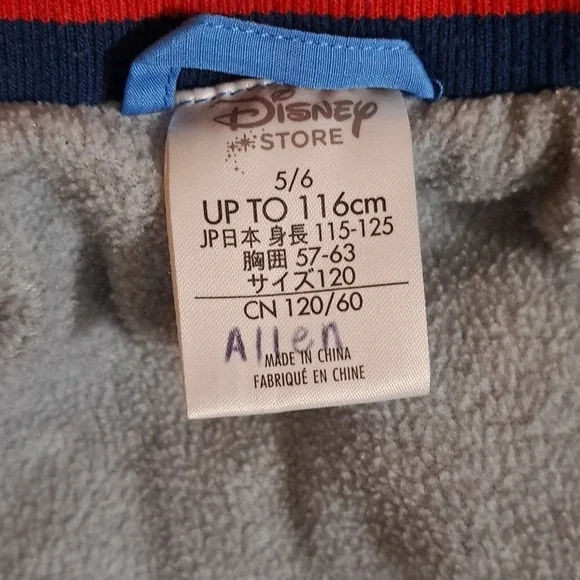 Disney
STORE
5/6
UP TO 116cm
JP日本 身長 115-125
胸囲 57-63
サイズ120
CN 120/60
Allen
MADE IN CHINA
FABRIQUÉ EN CHINE